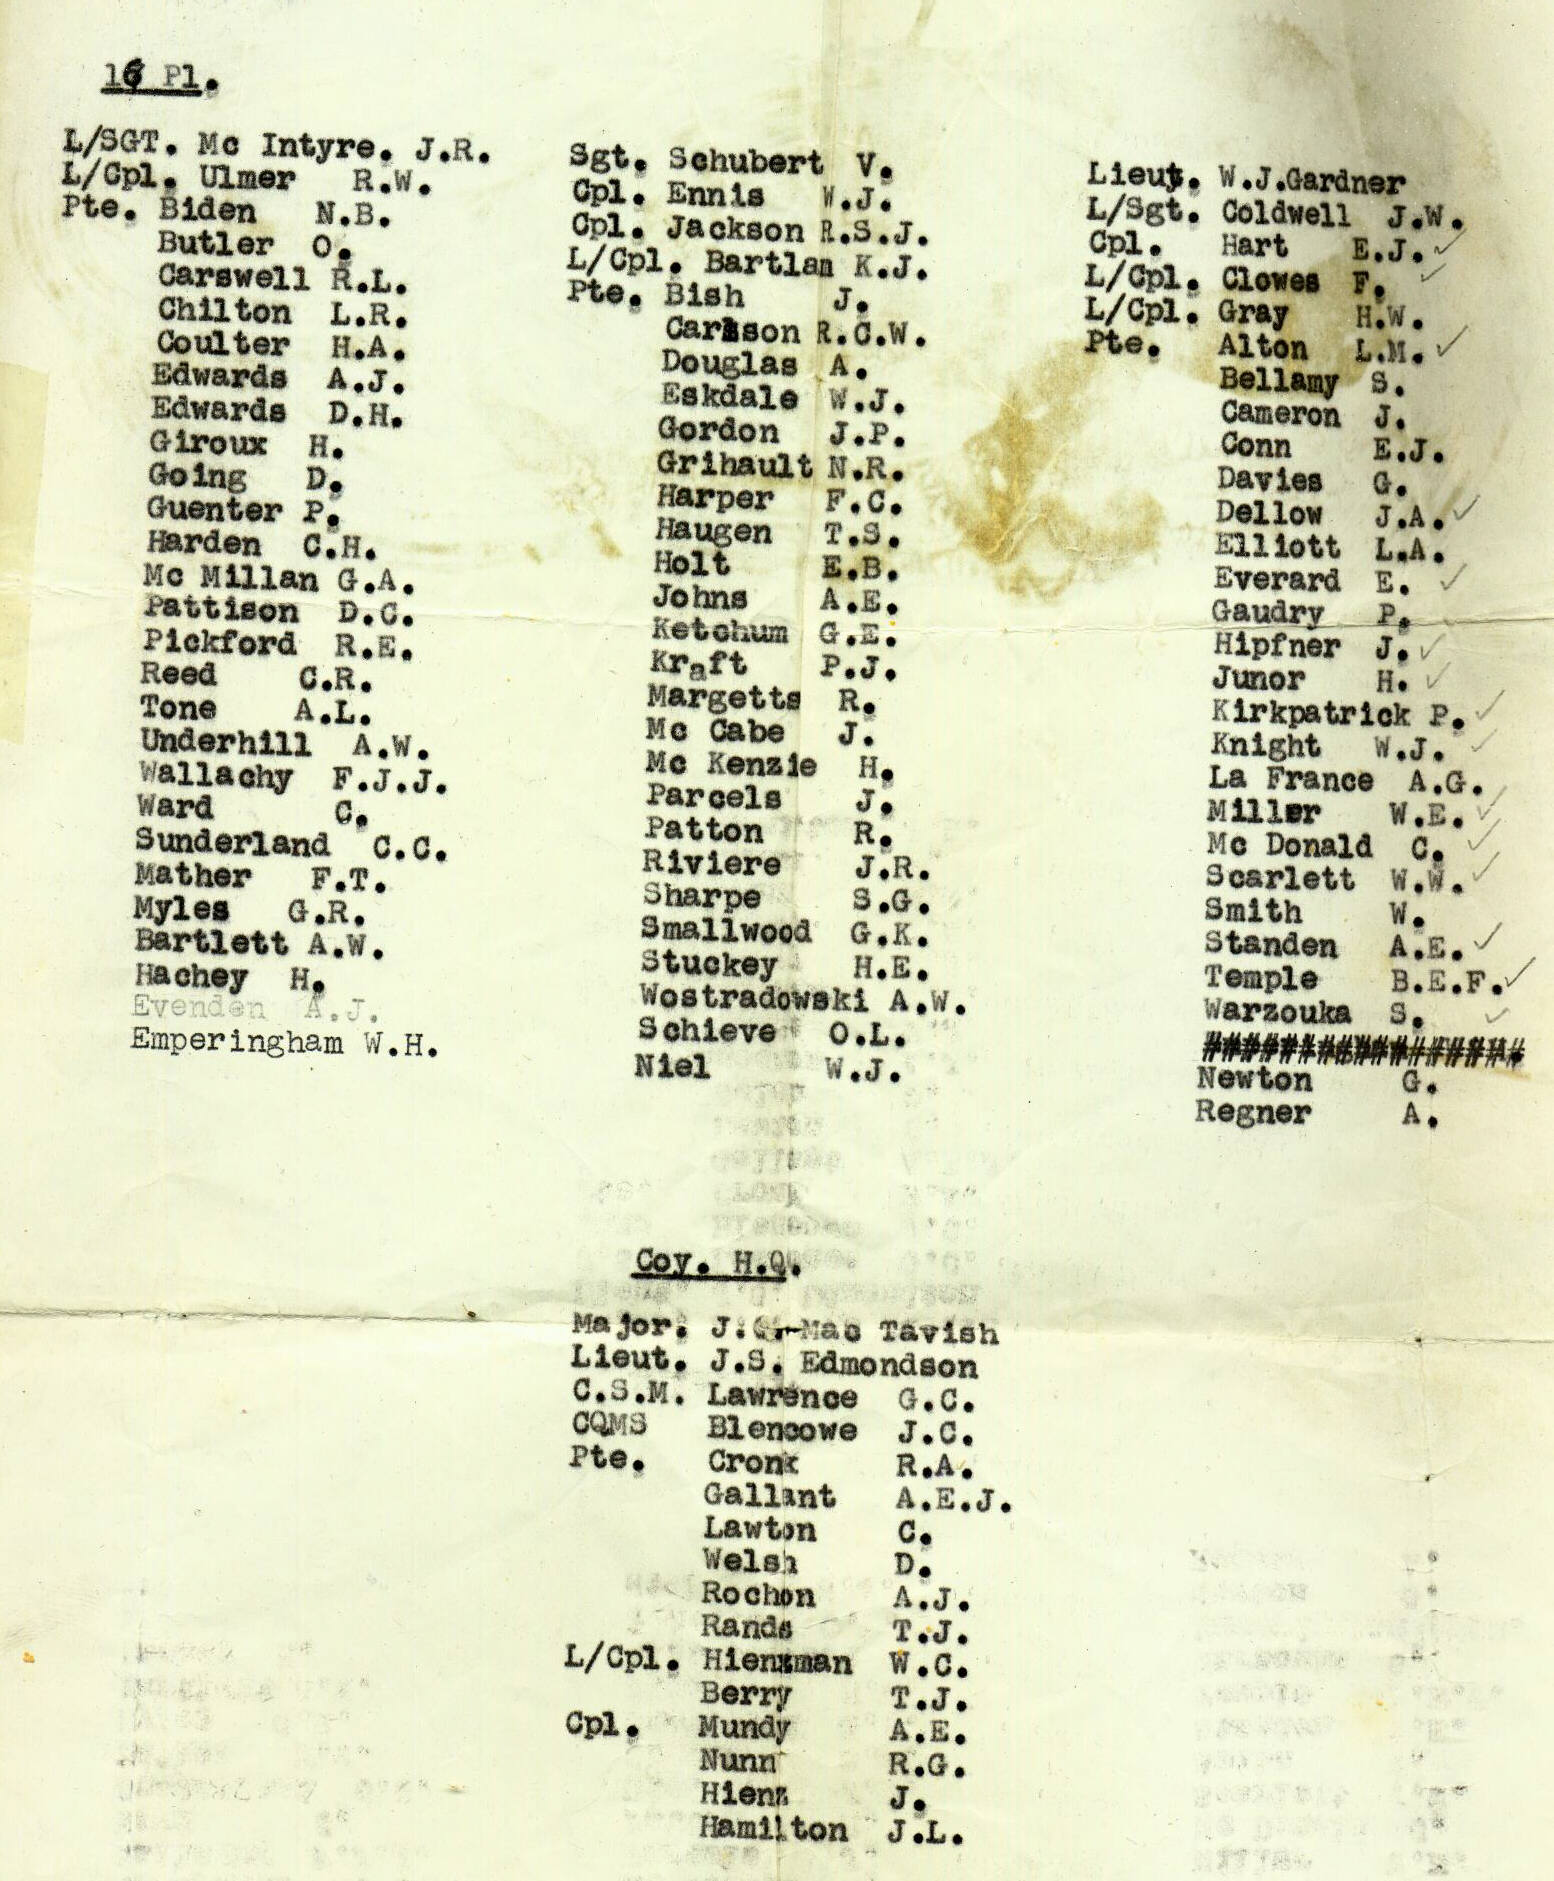 16 Pl.
L/SGT. Mc Intyre. J.R.
L/Cpl. Ulmer R.W.
Pte. Biden N.B.
Butler O.
Carswell R.L.
Chilton L.R.
Coulter H.A.
Edwards A.J.
Edwards D.H.
Giroux H.
Going D.
Guenter P.
Harden C.H.
Mc Millan G.A.
Pattison D.C.
Pickford R.E.
Reed C.R.
Tone A.L.
Underhill A.W.
Wallachy F.J.J.
Ward C.
Sunderland C.C.
Mather F.T.
Myles G.R.
Bartlett A.W.
Hachey H.
Evenden A.J.
Emperingham W.H.
Sgt. Schubert V.
Cpl. Ennis W.J.
Cpl. Jackson R.S.J.
L/Cpl. Bartlam K.J.
Pte. Bish J.
Carlsson R.C.W.
Douglas A.
Eskdale W.J.
Gordon J.P.
Grihault N.R.
Harper F.C.
Haugen T.S.
Holt E.B.
Johns A.E.
Ketchum G.E.
Kraft P.J.
Margetts R.
Mc Cabe J.
Mc Kenzie H.
Parcels J.
Patton R.
Riviere J.R.
Sharpe S.G.
Smallwood G.K.
Stuckey H.E.
Wostradowski A.W.
Schieve O.L.
Niel W.J.
Lieut. W.J.Gardner
L/Sgt. Coldwell J.W.
Cpl. Hart E.J.
L/Cpl. Clowes F.
L/Cpl. Gray H.W.
Pte. Alton L.M.
Bellamy S.
Cameron J.
Conn E.J.
Davies G.
Dellow J.A.
Elliott L.A.
Everard E.
Gaudry P.
Hipfner J.
Junor H.
Kirkpatrick P.
Knight W.J.
La France A.G.
Miller W.E.
Mc Donald C.
Scarlett W.W.
Smith W.
Standen A.E.
Temple B.E.F.
Warzouka S.
Newton G.
Regner A.
Coy. H.Q.
Major. J. Mac Tavish
Lieut. J.S. Edmondson
C.S.M. Lawrence G.C.
CQMS Blencowe J.C.
Pte. Cronk R.A.
Gallant A.E.J.
Lawton C.
Welsh D.
Rochon A.J.
Rands T.J.
L/Cpl. Hienzman W.C.
Berry T.J.
Cpl. Mundy A.E.
Nunn R.G.
Hienz J.
Hamilton J.L.